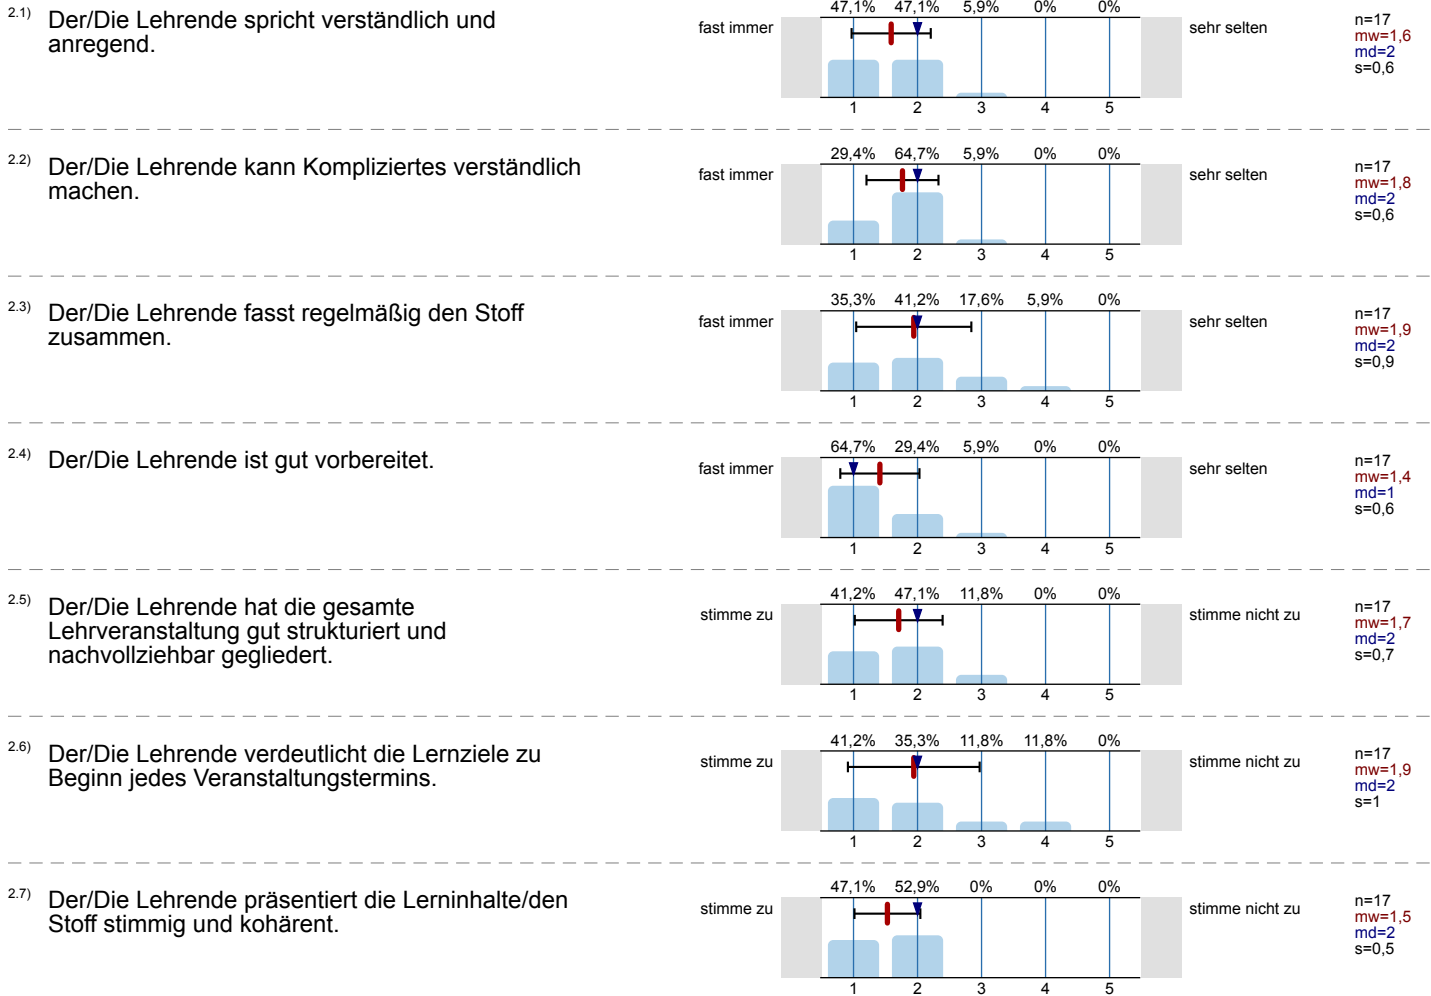 2.1) Der/Die Lehrende spricht verständlich und
anregend.
fast immer
47,1% 47,1% 5,9% 0% 0%
1 2 3 4 5
sehr selten
n=17
mw=1,6
md=2
s=0,6
2.2) Der/Die Lehrende kann Kompliziertes verständlich
machen.
fast immer
29,4% 64,7% 5,9% 0% 0%
1 2 3 4 5
sehr selten
n=17
mw=1,8
md=2
s=0,6
2.3) Der/Die Lehrende fasst regelmäßig den Stoff
zusammen.
fast immer
35,3% 41,2% 17,6% 5,9% 0%
1 2 3 4 5
sehr selten
n=17
mw=1,9
md=2
s=0,9
2.4) Der/Die Lehrende ist gut vorbereitet.
fast immer
64,7% 29,4% 5,9% 0% 0%
1 2 3 4 5
sehr selten
n=17
mw=1,4
md=1
s=0,6
2.5) Der/Die Lehrende hat die gesamte
Lehrveranstaltung gut strukturiert und
nachvollziehbar gegliedert.
stimme zu
41,2% 47,1% 11,8% 0% 0%
1 2 3 4 5
stimme nicht zu
n=17
mw=1,7
md=2
s=0,7
2.6) Der/Die Lehrende verdeutlicht die Lernziele zu
Beginn jedes Veranstaltungstermins.
stimme zu
41,2% 35,3% 11,8% 11,8% 0%
1 2 3 4 5
stimme nicht zu
n=17
mw=1,9
md=2
s=1
2.7) Der/Die Lehrende präsentiert die Lerninhalte/den
Stoff stimmig und kohärent.
stimme zu
47,1% 52,9% 0% 0% 0%
1 2 3 4 5
stimme nicht zu
n=17
mw=1,5
md=2
s=0,5